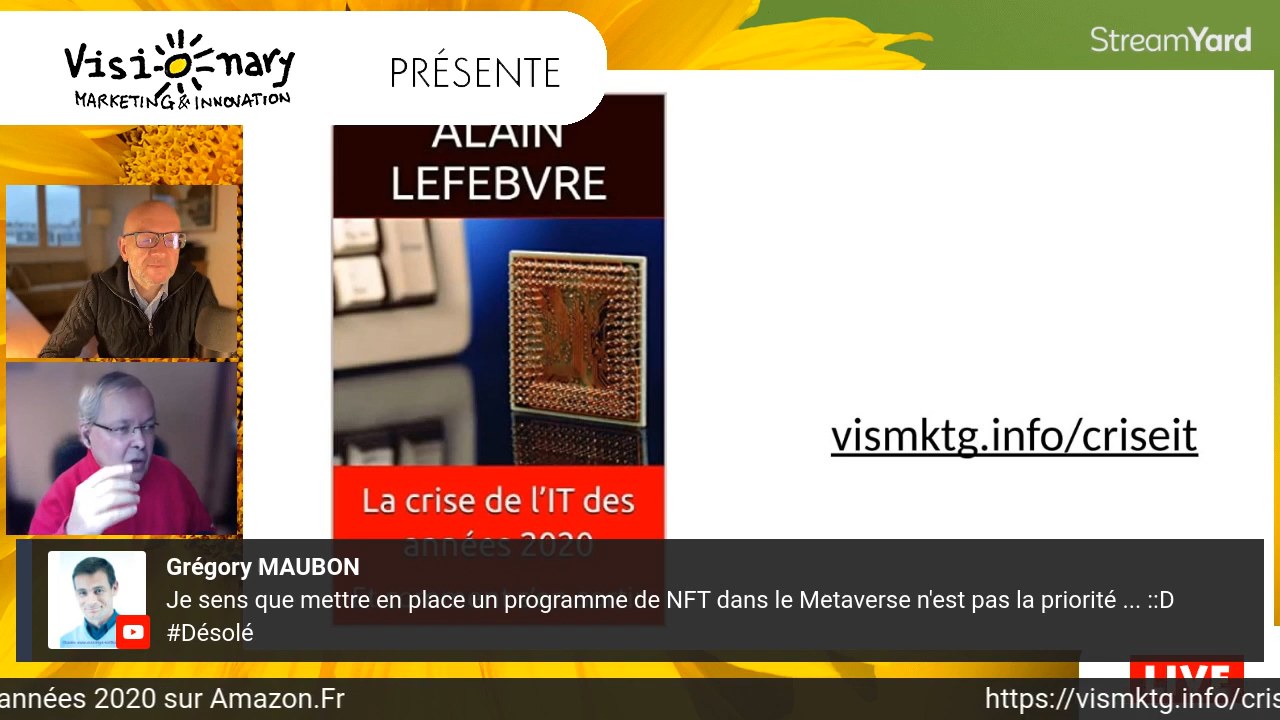 Visionary
MARKETING & INNOVATION
PRÉSENTE
StreamYard
ALAIN
LEFEBVRE
La crise de l'IT des
années 2020
vismktg.info/criseit
Grégory MAUBON
Je sens que mettre en place un programme de NFT dans le Metaverse n'est pas la priorité ... ::D
#Désolé
LIVE
années 2020 sur Amazon.Fr
https://vismktg.info/cris